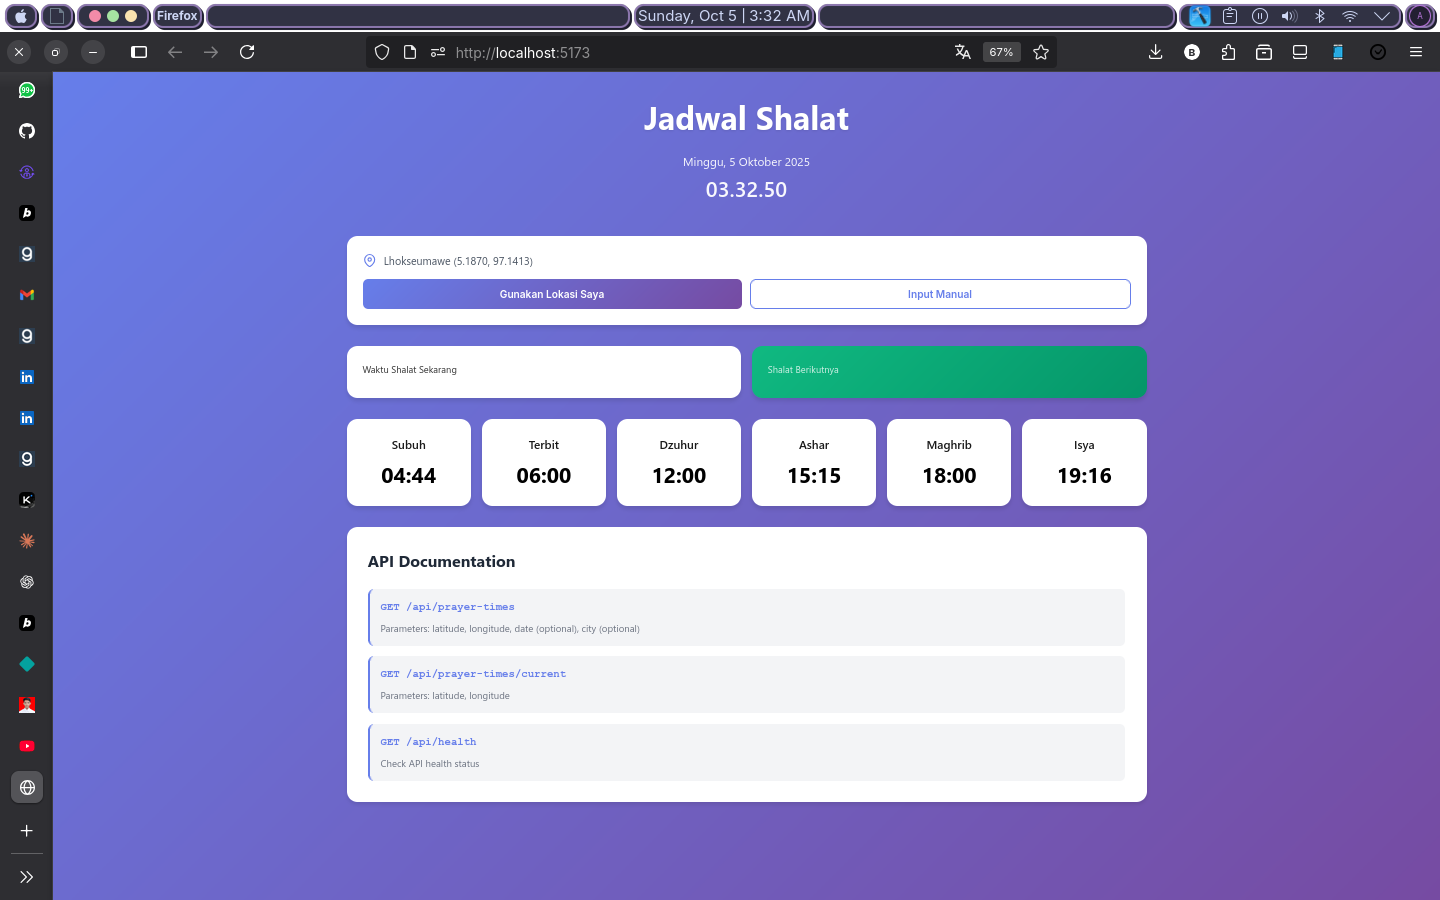 Firefox
Sunday, Oct 5 | 3:32 AM
A
http://localhost:5173
67%
B
99+
Jadwal Shalat
Minggu, 5 Oktober 2025
03.32.50
Lhokseumawe (5.1870, 97.1413)
Gunakan Lokasi Saya
Input Manual
Waktu Shalat Sekarang
Shalat Berikutnya
Subuh
04:44
Terbit
06:00
Dzuhur
12:00
Ashar
15:15
Maghrib
18:00
Isya
19:16
API Documentation
GET /api/prayer-times
Parameters: latitude, longitude, date (optional), city (optional)
GET /api/prayer-times/current
Parameters: latitude, longitude
GET /api/health
Check API health status